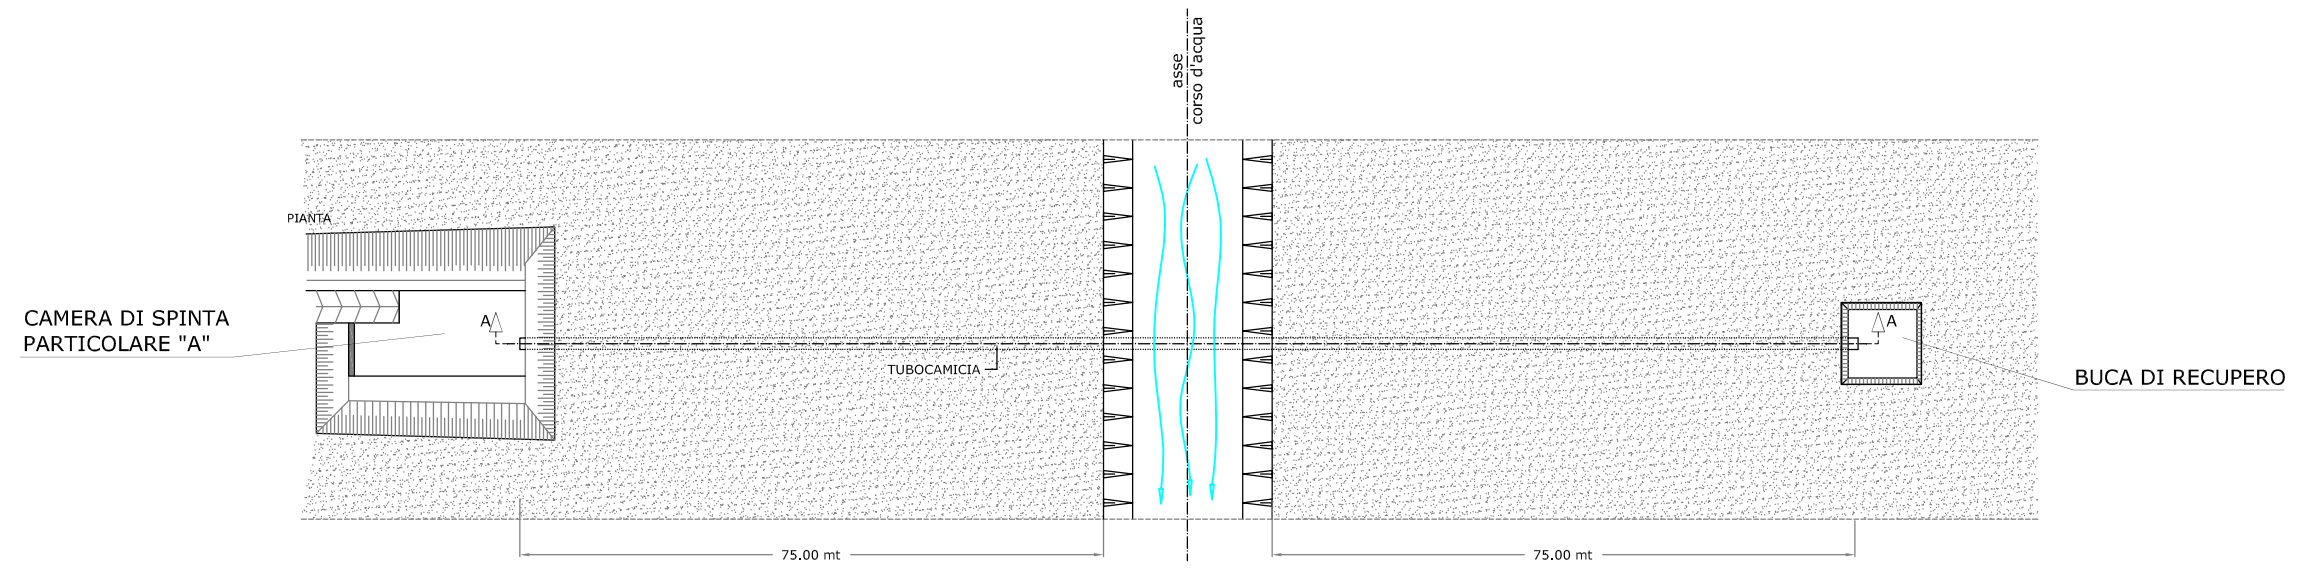 asse
corso d'acqua
PIANTA
CAMERA DI SPINTA
PARTICOLARE "A"
A
A
TUBOCAMICIA
BUCA DI RECUPERO
75.00 mt
75.00 mt